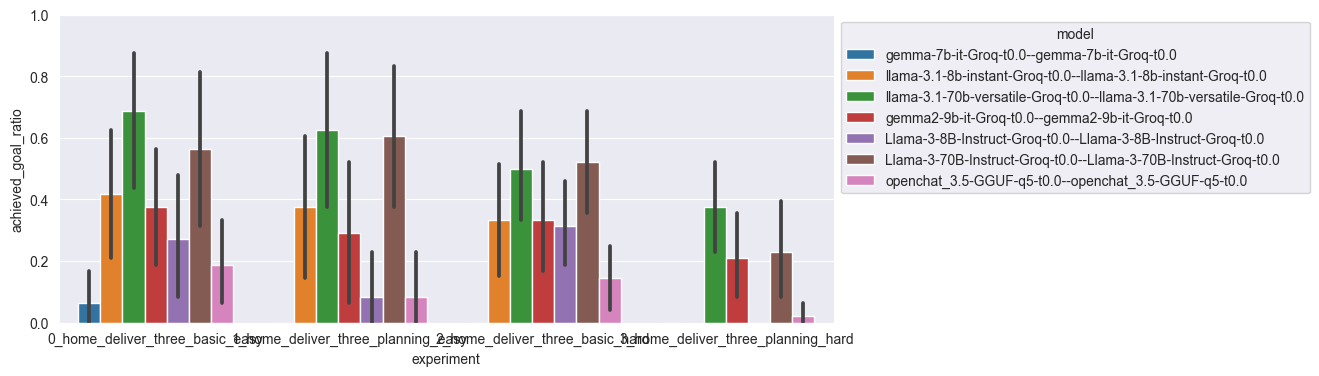 1.0
0.8
0.6
0.4
0.2
0.0
achieved_goal_ratio
0_home_deliver_three_basic_easy
1_home_deliver_three_planning_easy
2_home_deliver_three_basic_hard
3_home_deliver_three_planning_hard
experiment
model
gemma-7b-it-Groq-t0.0--gemma-7b-it-Groq-t0.0
llama-3.1-8b-instant-Groq-t0.0--llama-3.1-8b-instant-Groq-t0.0
llama-3.1-70b-versatile-Groq-t0.0--llama-3.1-70b-versatile-Groq-t0.0
gemma2-9b-it-Groq-t0.0--gemma2-9b-it-Groq-t0.0
Llama-3-8B-Instruct-Groq-t0.0--Llama-3-8B-Instruct-Groq-t0.0
Llama-3-70B-Instruct-Groq-t0.0--Llama-3-70B-Instruct-Groq-t0.0
openchat_3.5-GGUF-q5-t0.0--openchat_3.5-GGUF-q5-t0.0